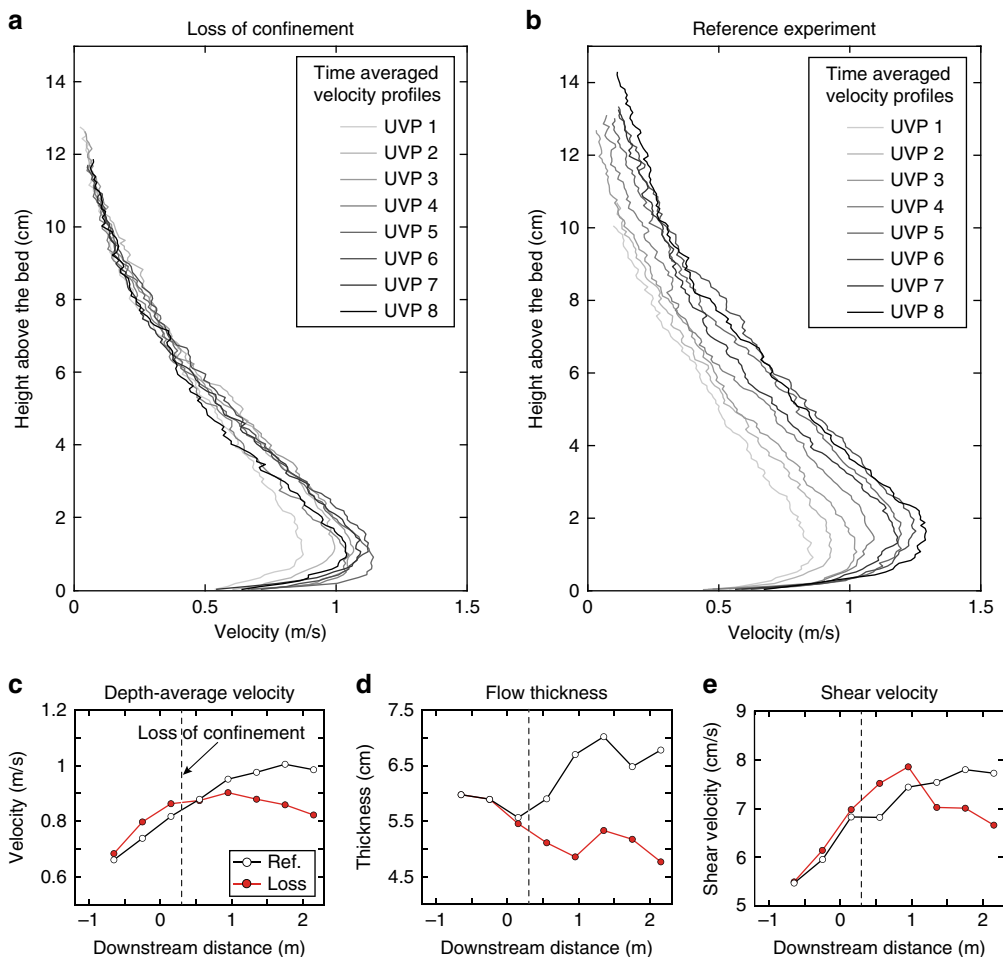 a
Loss of confinement
14
12
10
8
6
4
2
0
Height above the bed (cm)
0
0.5
1
1.5
Velocity (m/s)
Time averaged
velocity profiles
UVP 1
UVP 2
UVP 3
UVP 4
UVP 5
UVP 6
UVP 7
UVP 8
b
Reference experiment
14
12
10
8
6
4
2
0
Height above the bed (cm)
0
0.5
1
1.5
Velocity (m/s)
Time averaged
velocity profiles
UVP 1
UVP 2
UVP 3
UVP 4
UVP 5
UVP 6
UVP 7
UVP 8
c
Depth-average velocity
1.2
1
0.8
0.6
Velocity (m/s)
Loss of confinement
Ref.
Loss
–1
0
1
2
Downstream distance (m)
d
Flow thickness
7.5
6.5
5.5
4.5
Thickness (cm)
–1
0
1
2
Downstream distance (m)
e
Shear velocity
9
8
7
6
5
Shear velocity (cm/s)
–1
0
1
2
Downstream distance (m)